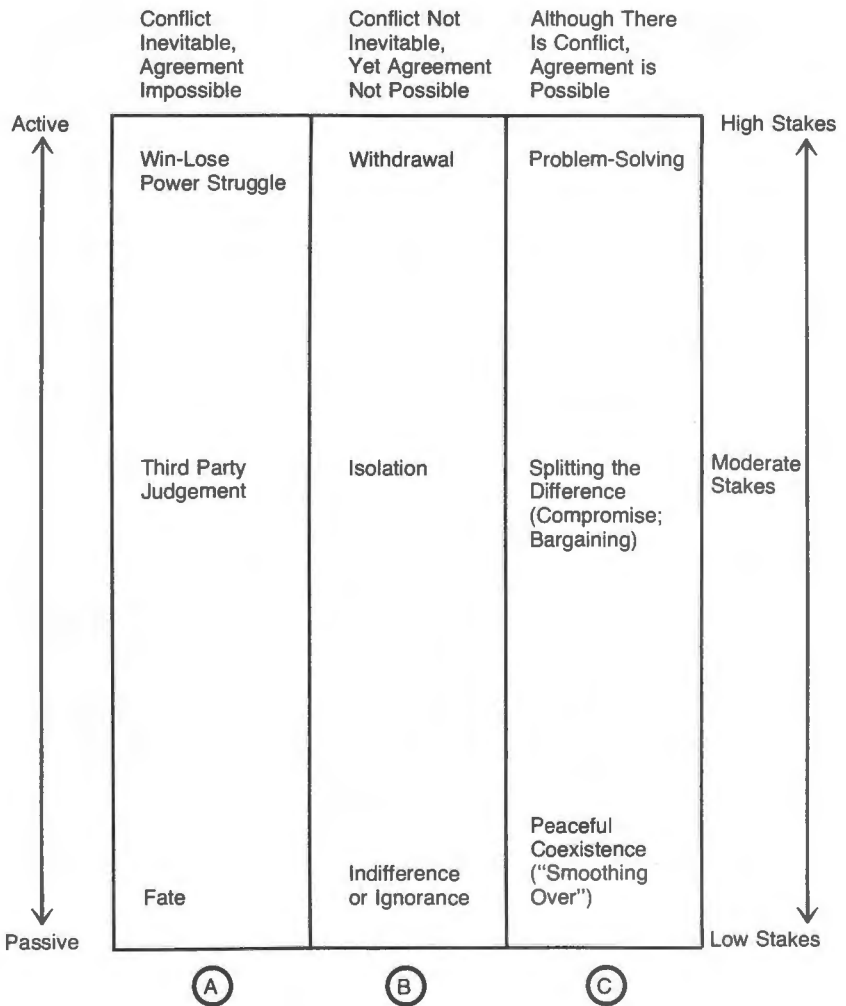 Conflict
Inevitable,
Agreement
Impossible
Conflict Not
Inevitable,
Yet Agreement
Not Possible
Although There
Is Conflict,
Agreement is
Possible
Active
High Stakes
Win-Lose
Power Struggle
Withdrawal
Problem-Solving
Third Party
Judgement
Isolation
Splitting the
Difference
(Compromise;
Bargaining)
Moderate
Stakes
Fate
Indifference
or Ignorance
Peaceful
Coexistence
("Smoothing
Over")
Passive
Low Stakes
A
B
C